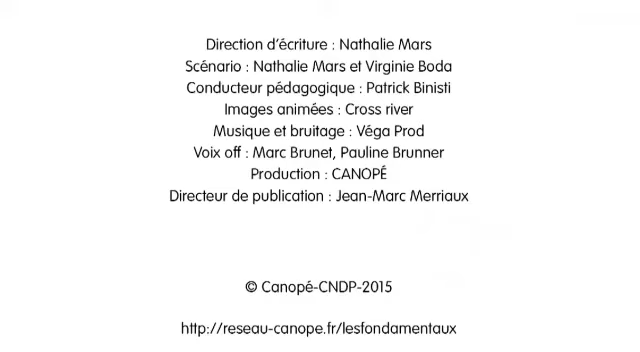 Direction d'écriture : Nathalie Mars
Scénario : Nathalie Mars et Virginie Boda
Conducteur pédagogique : Patrick Binisti
Images animées : Cross river
Musique et bruitage : Véga Prod
Voix off : Marc Brunet, Pauline Brunner
Production : CANOPÉ
Directeur de publication : Jean-Marc Merriaux
© Canopé-CNDP-2015
http://reseau-canope.fr/lesfondamentaux